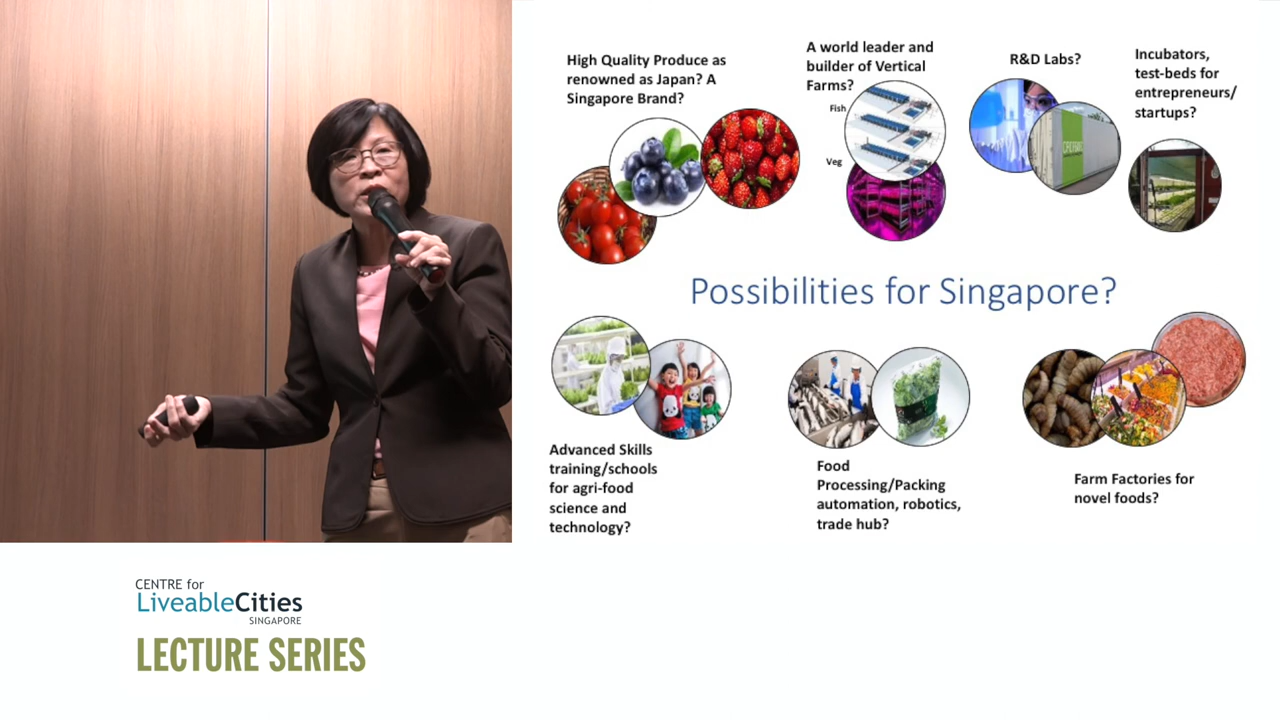 High Quality Produce as
renowned as Japan? A
Singapore Brand?
A world leader and
builder of Vertical
Farms?
Fish
Veg
R&D Labs?
Incubators,
test-beds for
entrepreneurs/
startups?
Possibilities for Singapore?
Advanced Skills
training/schools
for agri-food
science and
technology?
Food
Processing/Packing
automation, robotics,
trade hub?
Farm Factories for
novel foods?
CENTRE for
LiveableCities
SINGAPORE
LECTURE SERIES